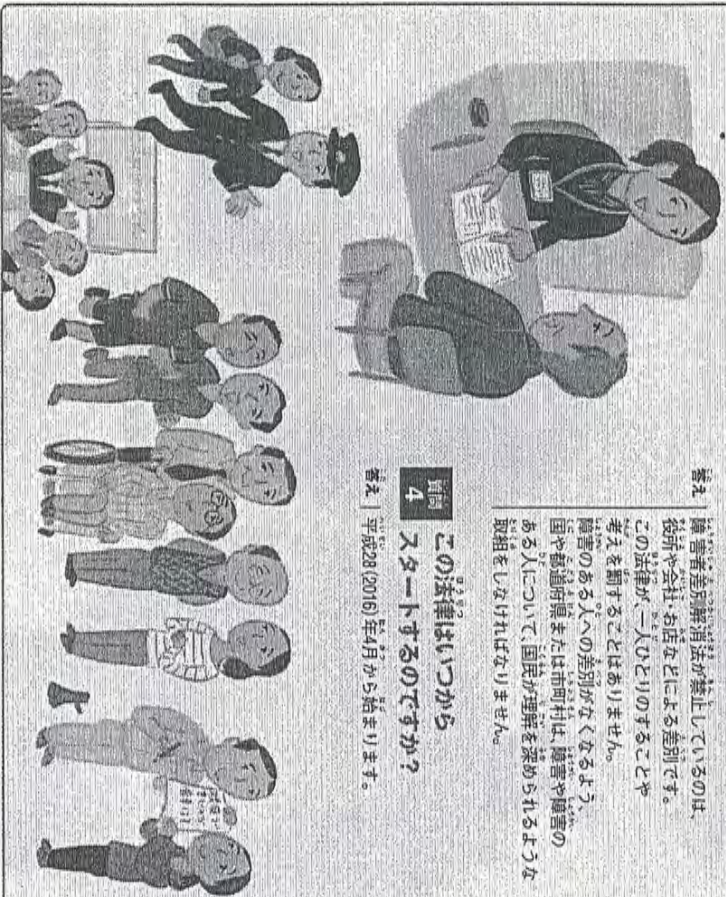 答え 障害者差別解消法が禁止しているのは、
役所や会社・お店などによる差別です。
この法律が、一人ひとりのすることや
考えを罰することはありません。
障害のある人への差別がなくなるよう、
国や都道府県または市町村は、障害や障害の
ある人について、国民が理解を深められるような
取組をしなければなりません。
質問4 この法律はいつから
スタートするのですか？
答え 平成28(2016)年4月から始まります。